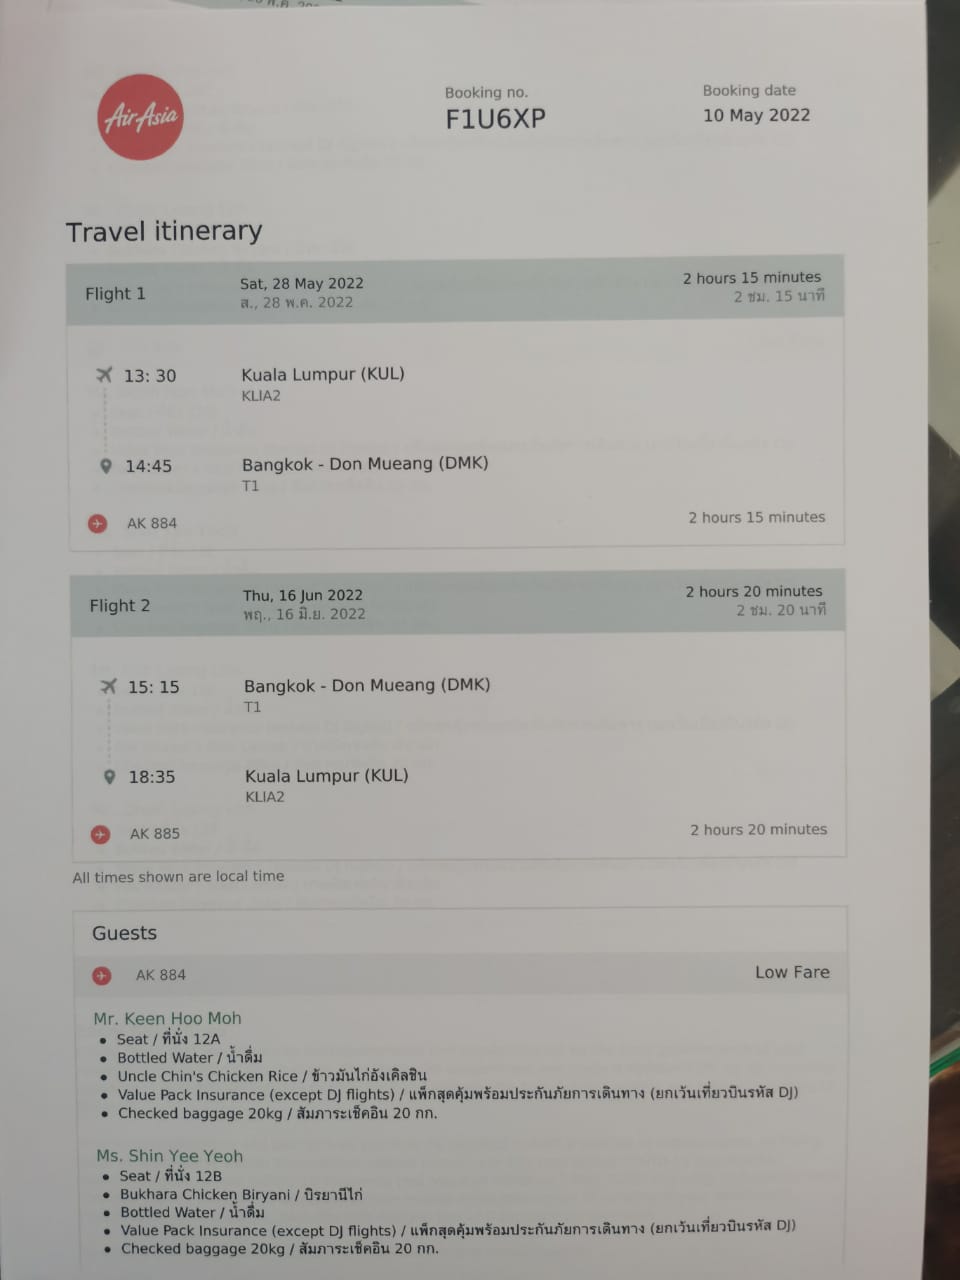 AirAsia
Booking no.
F1U6XP
Booking date
10 May 2022
Travel itinerary
Flight 1
Sat, 28 May 2022
ส., 28 พ.ค. 2022
2 hours 15 minutes
2 ชม. 15 นาที
13: 30
Kuala Lumpur (KUL)
KLIA2
14:45
Bangkok - Don Mueang (DMK)
T1
AK 884
2 hours 15 minutes
Flight 2
Thu, 16 Jun 2022
พฤ., 16 มิ.ย. 2022
2 hours 20 minutes
2 ชม. 20 นาที
15: 15
Bangkok - Don Mueang (DMK)
T1
18:35
Kuala Lumpur (KUL)
KLIA2
AK 885
2 hours 20 minutes
All times shown are local time
Guests
AK 884
Low Fare
Mr. Keen Hoo Moh
• Seat / ที่นั่ง 12A
• Bottled Water / น้ำดื่ม
• Uncle Chin's Chicken Rice / ข้าวมันไก่อังเคิลชิน
• Value Pack Insurance (except DJ flights) / แพ็กสุดคุ้มพร้อมประกันภัยการเดินทาง (ยกเว้นเที่ยวบินรหัส DJ)
• Checked baggage 20kg / สัมภาระเช็คอิน 20 กก.
Ms. Shin Yee Yeoh
• Seat / ที่นั่ง 12B
• Bukhara Chicken Biryani / บิรยานีไก่
• Bottled Water / น้ำดื่ม
• Value Pack Insurance (except DJ flights) / แพ็กสุดคุ้มพร้อมประกันภัยการเดินทาง (ยกเว้นเที่ยวบินรหัส DJ)
• Checked baggage 20kg / สัมภาระเช็คอิน 20 กก.